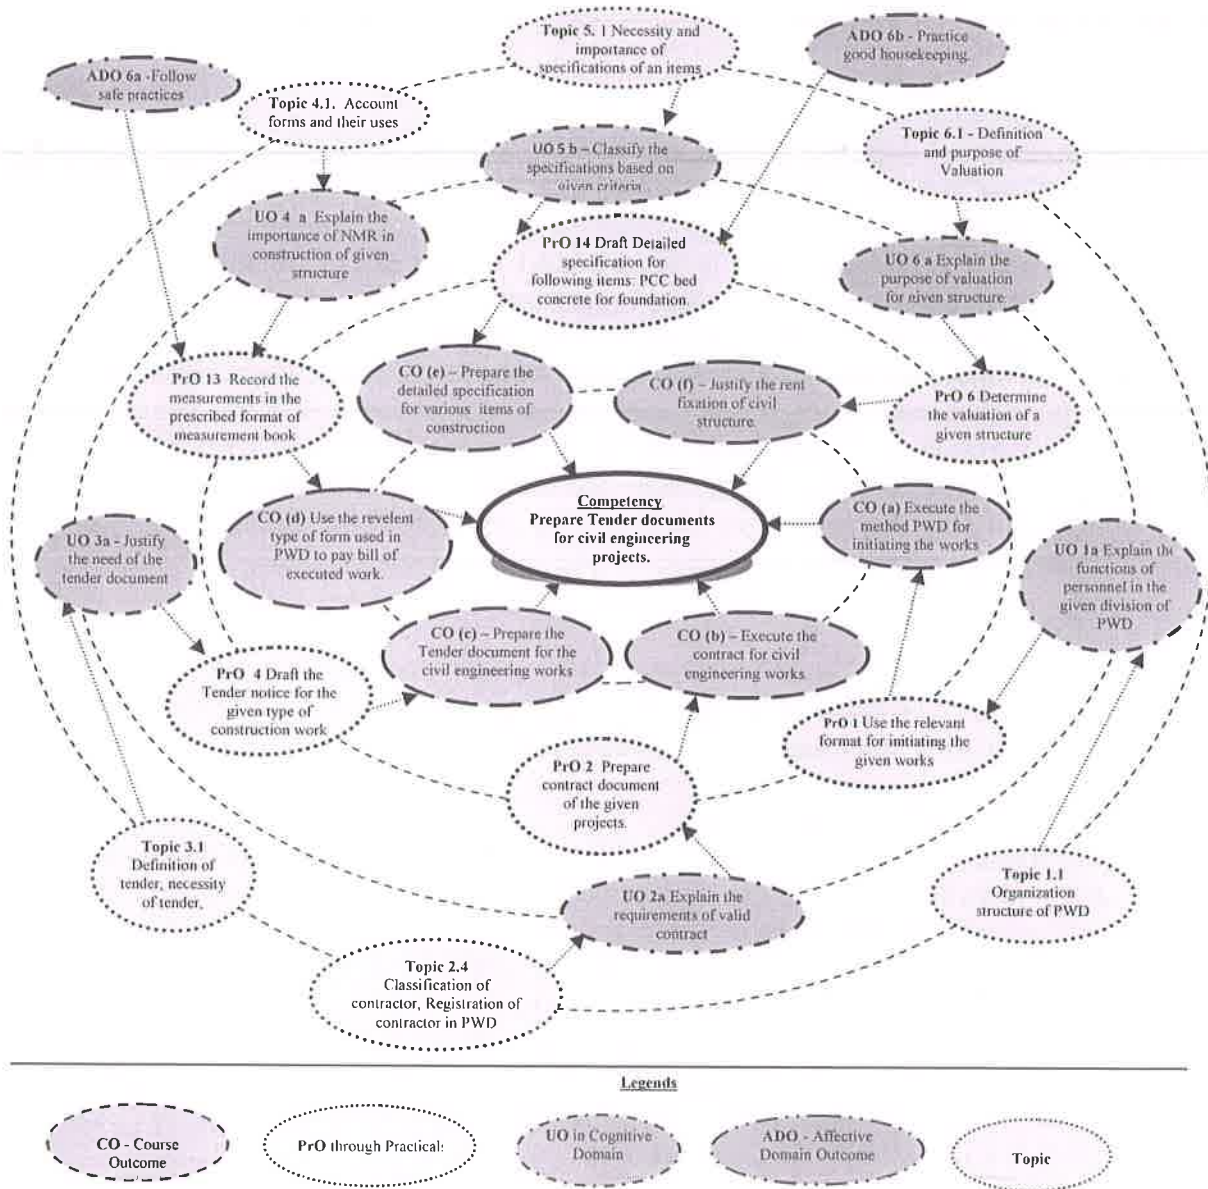 Topic 5. 1 Necessity and
importance of
specifications of an items
ADO 6b - Practice
good housekeeping.
ADO 6a -Follow
safe practices
Topic 4.1. Account
forms and their uses
Topic 6.1 - Definition
and purpose of
Valuation
UO 5 b – Classify the
specifications based on
given criteria
UO 4 a Explain the
importance of NMR in
construction of given
structure
PrO 14 Draft Detailed
specification for
following items: PCC bed
concrete for foundation.
UO 6 a Explain the
purpose of valuation
for given structure.
PrO 13 Record the
measurements in the
prescribed format of
measurement book
CO (e) – Prepare the
detailed specification
for various items of
construction
CO (f) - Justify the rent
fixation of civil
structure.
PrO 6 Determine
the valuation of a
given structure
Competency
Prepare Tender documents
for civil engineering
projects.
CO (d) Use the revelent
type of form used in
PWD to pay bill of
executed work.
CO (a) Execute the
method PWD for
initiating the works
UO 3a - Justify
the need of the
tender document
UO 1a Explain the
functions of
personnel in the
given division of
PWD
CO (c) – Prepare the
Tender document for the
civil engineering works
CO (b) – Execute the
contract for civil
engineering works
PrO 4 Draft the
Tender notice for the
given type of
construction work
PrO 1 Use the relevant
format for initiating the
given works
PrO 2 Prepare
contract document
of the given
projects.
Topic 3.1
Definition of
tender, necessity
of tender,
Topic 1.1
Organization
structure of PWD
UO 2a Explain the
requirements of valid
contract
Topic 2.4
Classification of
contractor, Registration of
contractor in PWD
Legends
CO - Course
Outcome
PrO through Practicals
UO in Cognitive
Domain
ADO - Affective
Domain Outcome
Topic